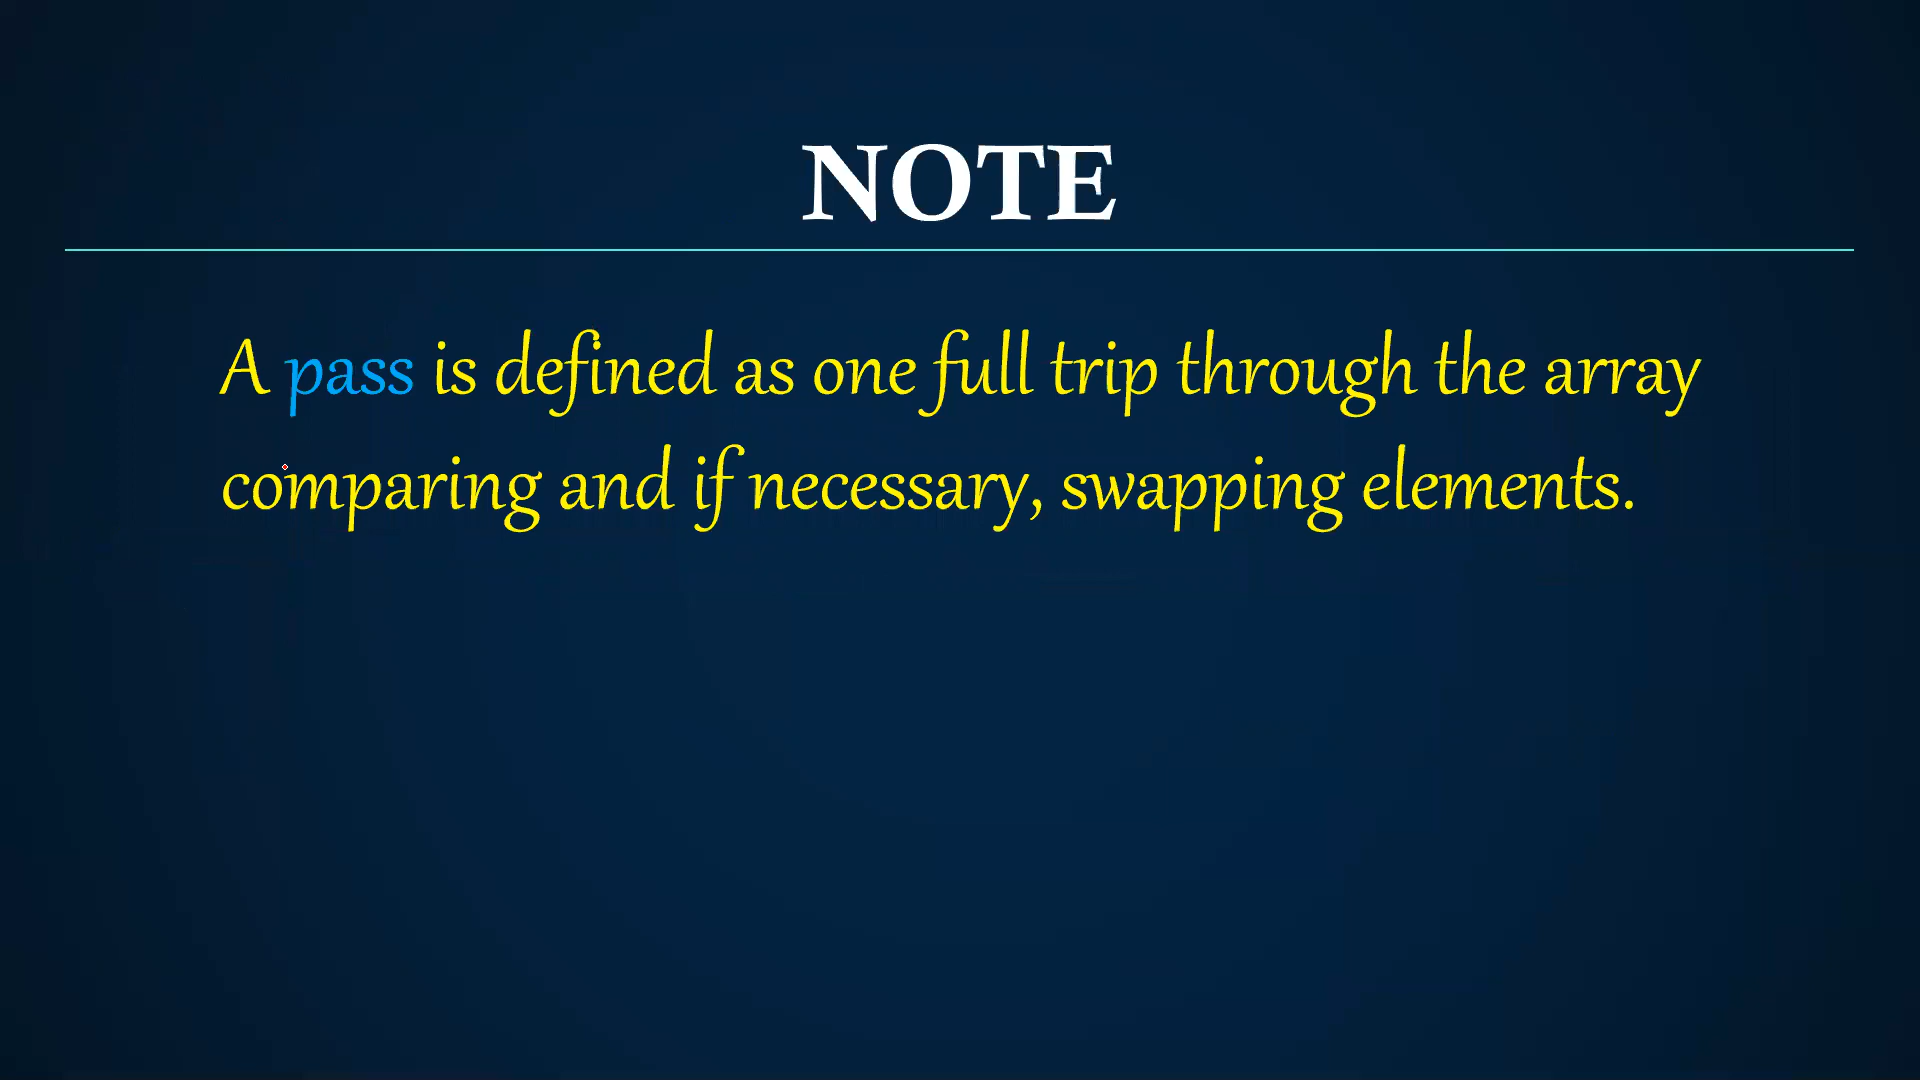 NOTE
A pass is defined as one full trip through the array
comparing and if necessary, swapping elements.